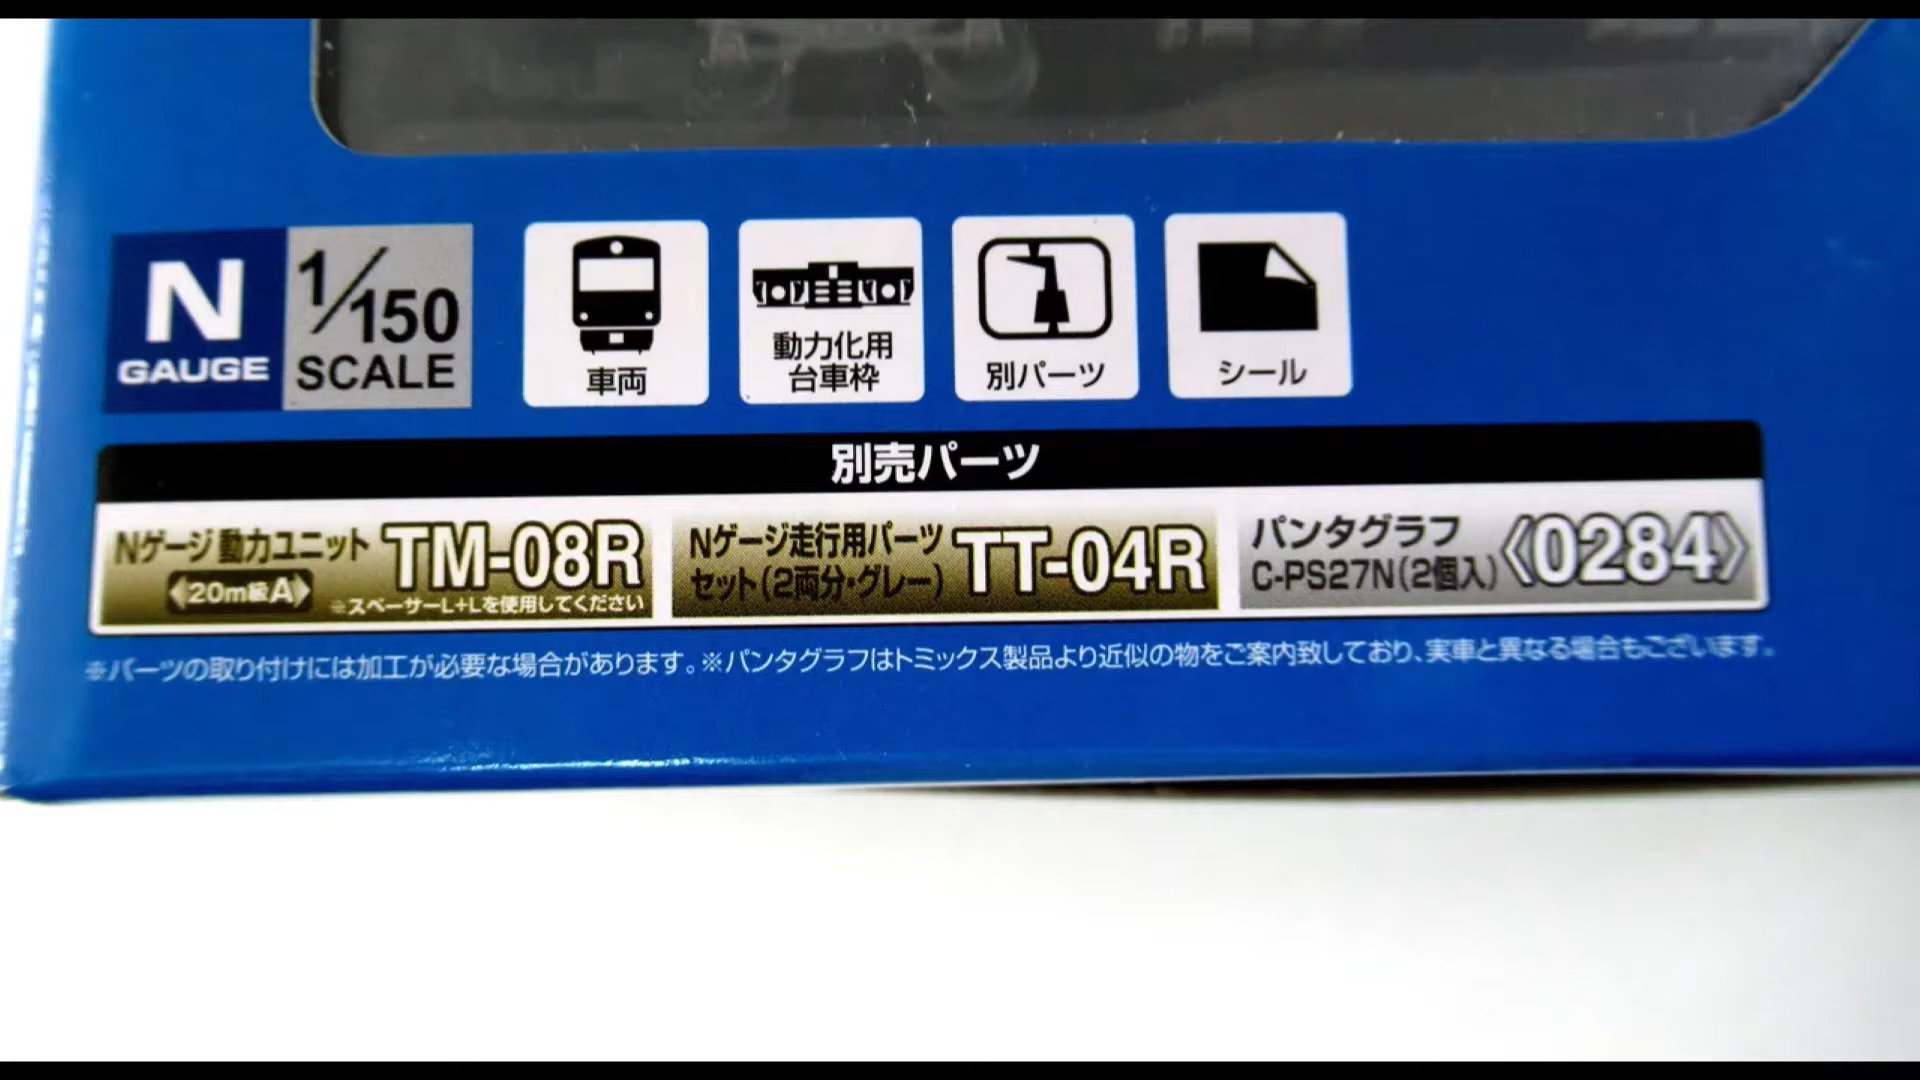 N
GAUGE
1/150
SCALE
車両
動力化用
台車枠
別パーツ
シール
別売パーツ
Nゲージ動力ユニット TM-08R
20m級A
※スペーサーL+Lを使用してください
Nゲージ走行用パーツ
セット(2両分・グレー)
TT-04R
パンタグラフ
C-PS27N(2個入)
《0284》
※パーツの取り付けには加工が必要な場合があります。※パンタグラフはトミックス製品より近似の物をご案内致しており、実車と異なる場合もございます。